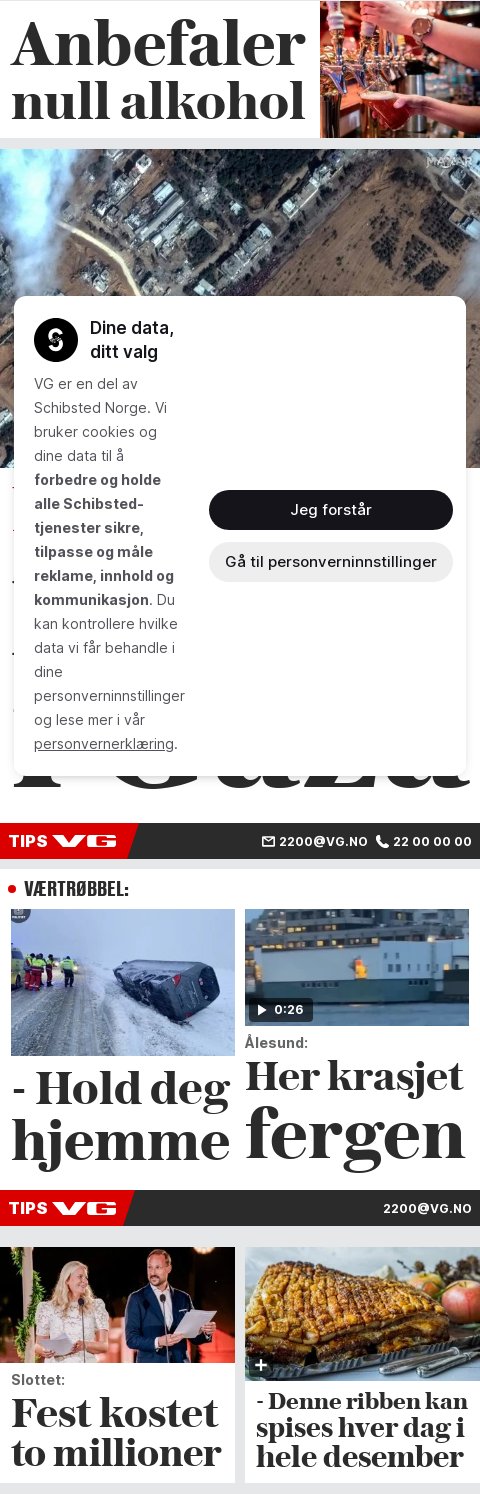 Anbefaler
null alkohol
MAXAR
Dine data,
ditt valg
VG er en del av
Schibsted Norge. Vi
bruker cookies og
dine data til å
forbedre og holde
alle Schibsted-
tjenester sikre,
tilpasse og måle
reklame, innhold og
kommunikasjon. Du
kan kontrollere hvilke
data vi får behandle i
dine
personverninnstillinger
og lese mer i vår
personvernerklæring.
Jeg forstår
Gå til personverninnstillinger
i Gaza
TIPS VG 2200@VG.NO 22 00 00 00
VÆRTRØBBEL:
0:26
- Hold deg
hjemme
Ålesund:
Her krasjet
fergen
TIPS VG 2200@VG.NO
Slottet:
Fest kostet
to millioner
- Denne ribben kan
spises hver dag i
hele desember